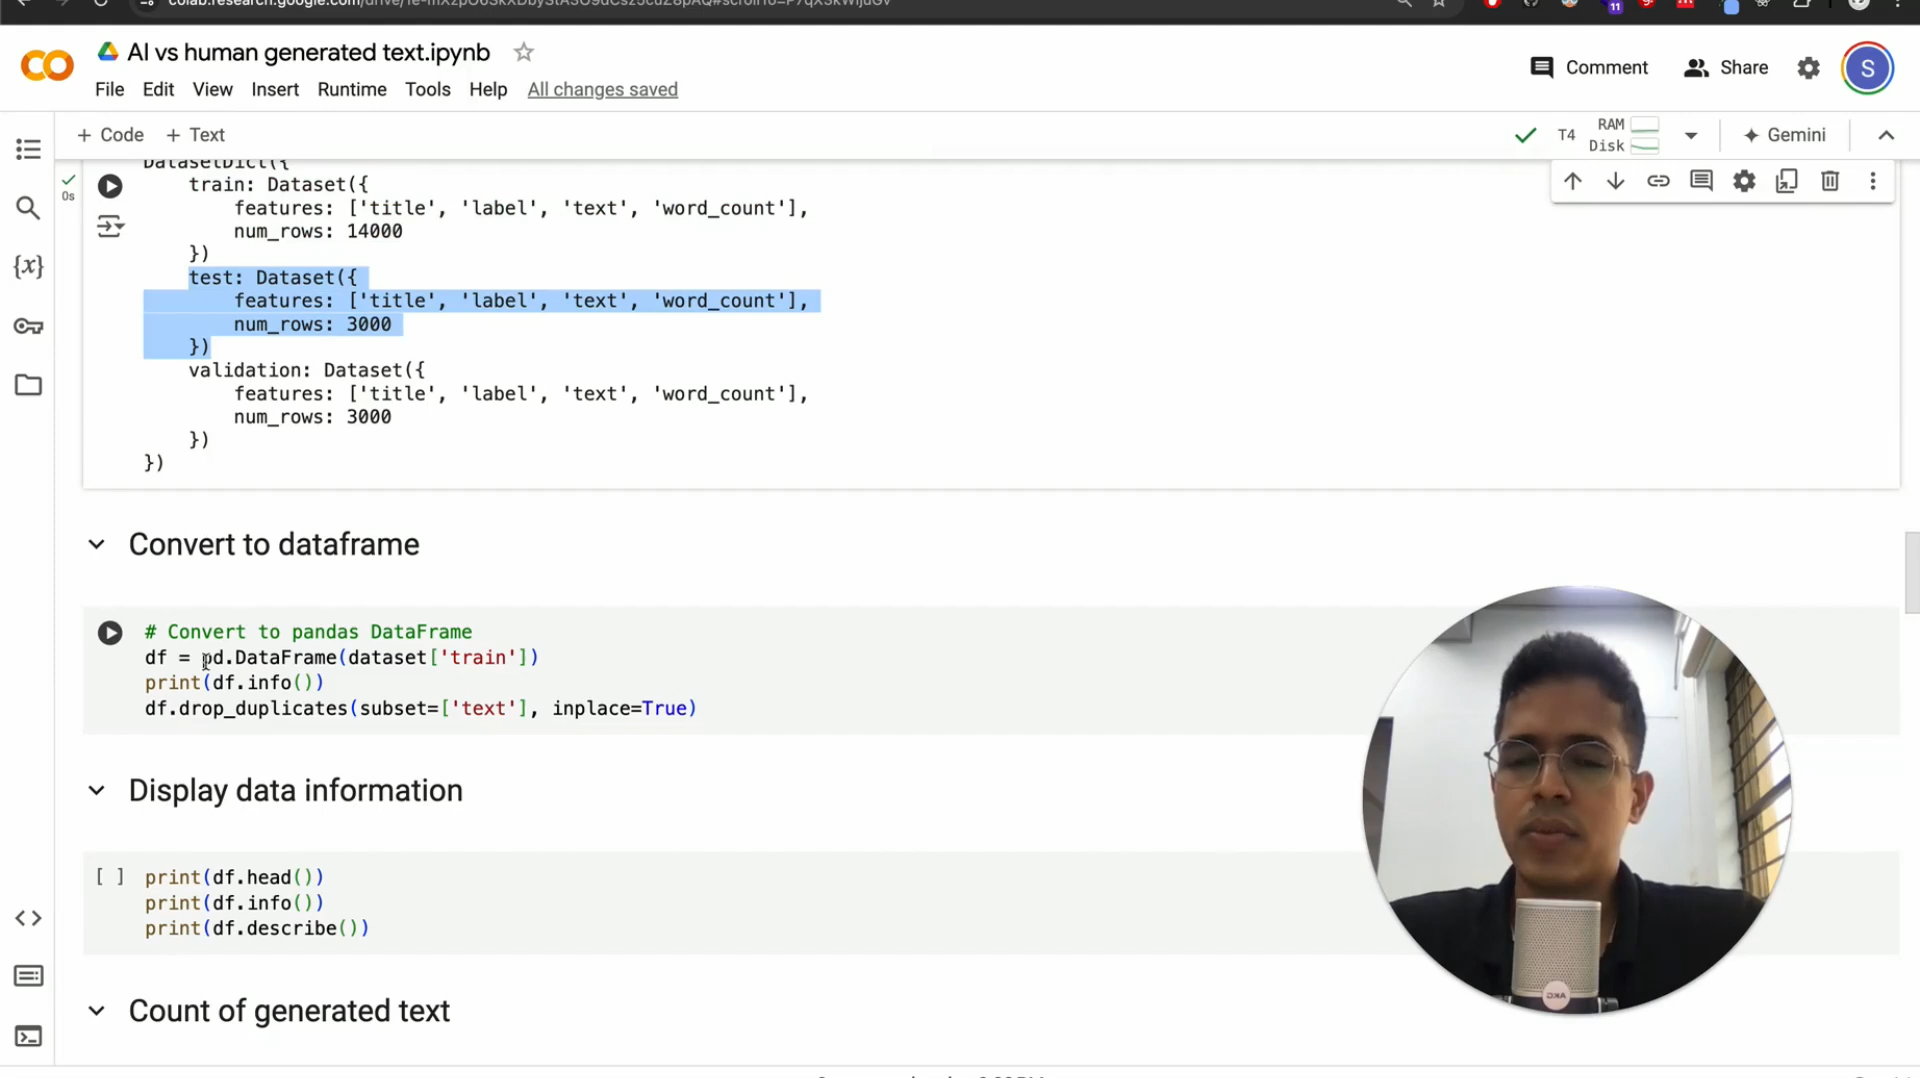 AI vs human generated text.ipynb
Comment
Share
S
File Edit View Insert Runtime Tools Help All changes saved
+ Code + Text
T4
RAM
Disk
Gemini
DatasetDict({
train: Dataset({
0s
features: ['title', 'label', 'text', 'word_count'],
num_rows: 14000
})
test: Dataset({
features: ['title', 'label', 'text', 'word_count'],
num_rows: 3000
})
validation: Dataset({
features: ['title', 'label', 'text', 'word_count'],
num_rows: 3000
})
})
Convert to dataframe
# Convert to pandas DataFrame
df = pd.DataFrame(dataset['train'])
print(df.info())
df.drop_duplicates(subset=['text'], inplace=True)
Display data information
[ ] print(df.head())
print(df.info())
print(df.describe())
Count of generated text
11
{x}